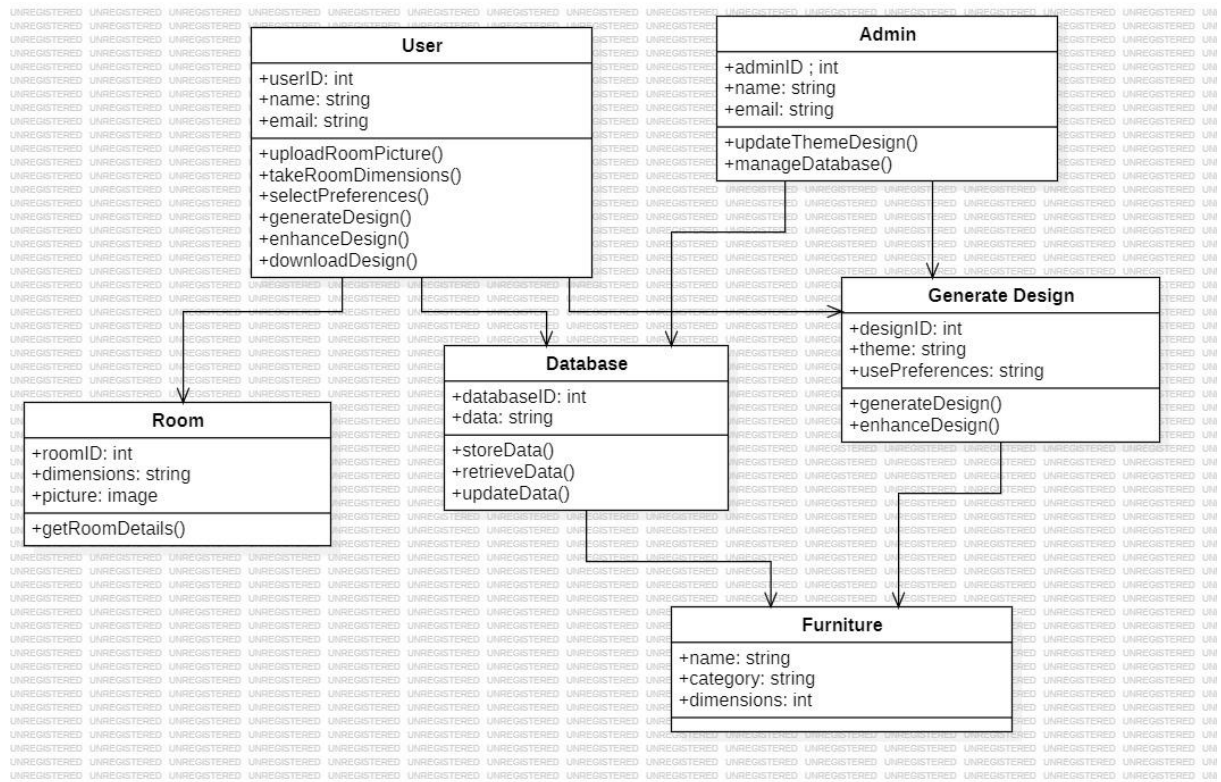 User
+userID: int
+name: string
+email: string
+uploadRoomPicture()
+takeRoomDimensions()
+selectPreferences()
+generateDesign()
+enhanceDesign()
+downloadDesign()
Admin
+adminID ; int
+name: string
+email: string
+updateThemeDesign()
+manageDatabase()
Generate Design
+designID: int
+theme: string
+usePreferences: string
+generateDesign()
+enhanceDesign()
Database
+databaseID: int
+data: string
+storeData()
+retrieveData()
+updateData()
Room
+roomID: int
+dimensions: string
+picture: image
+getRoomDetails()
Furniture
+name: string
+category: string
+dimensions: int
UNREGISTERED